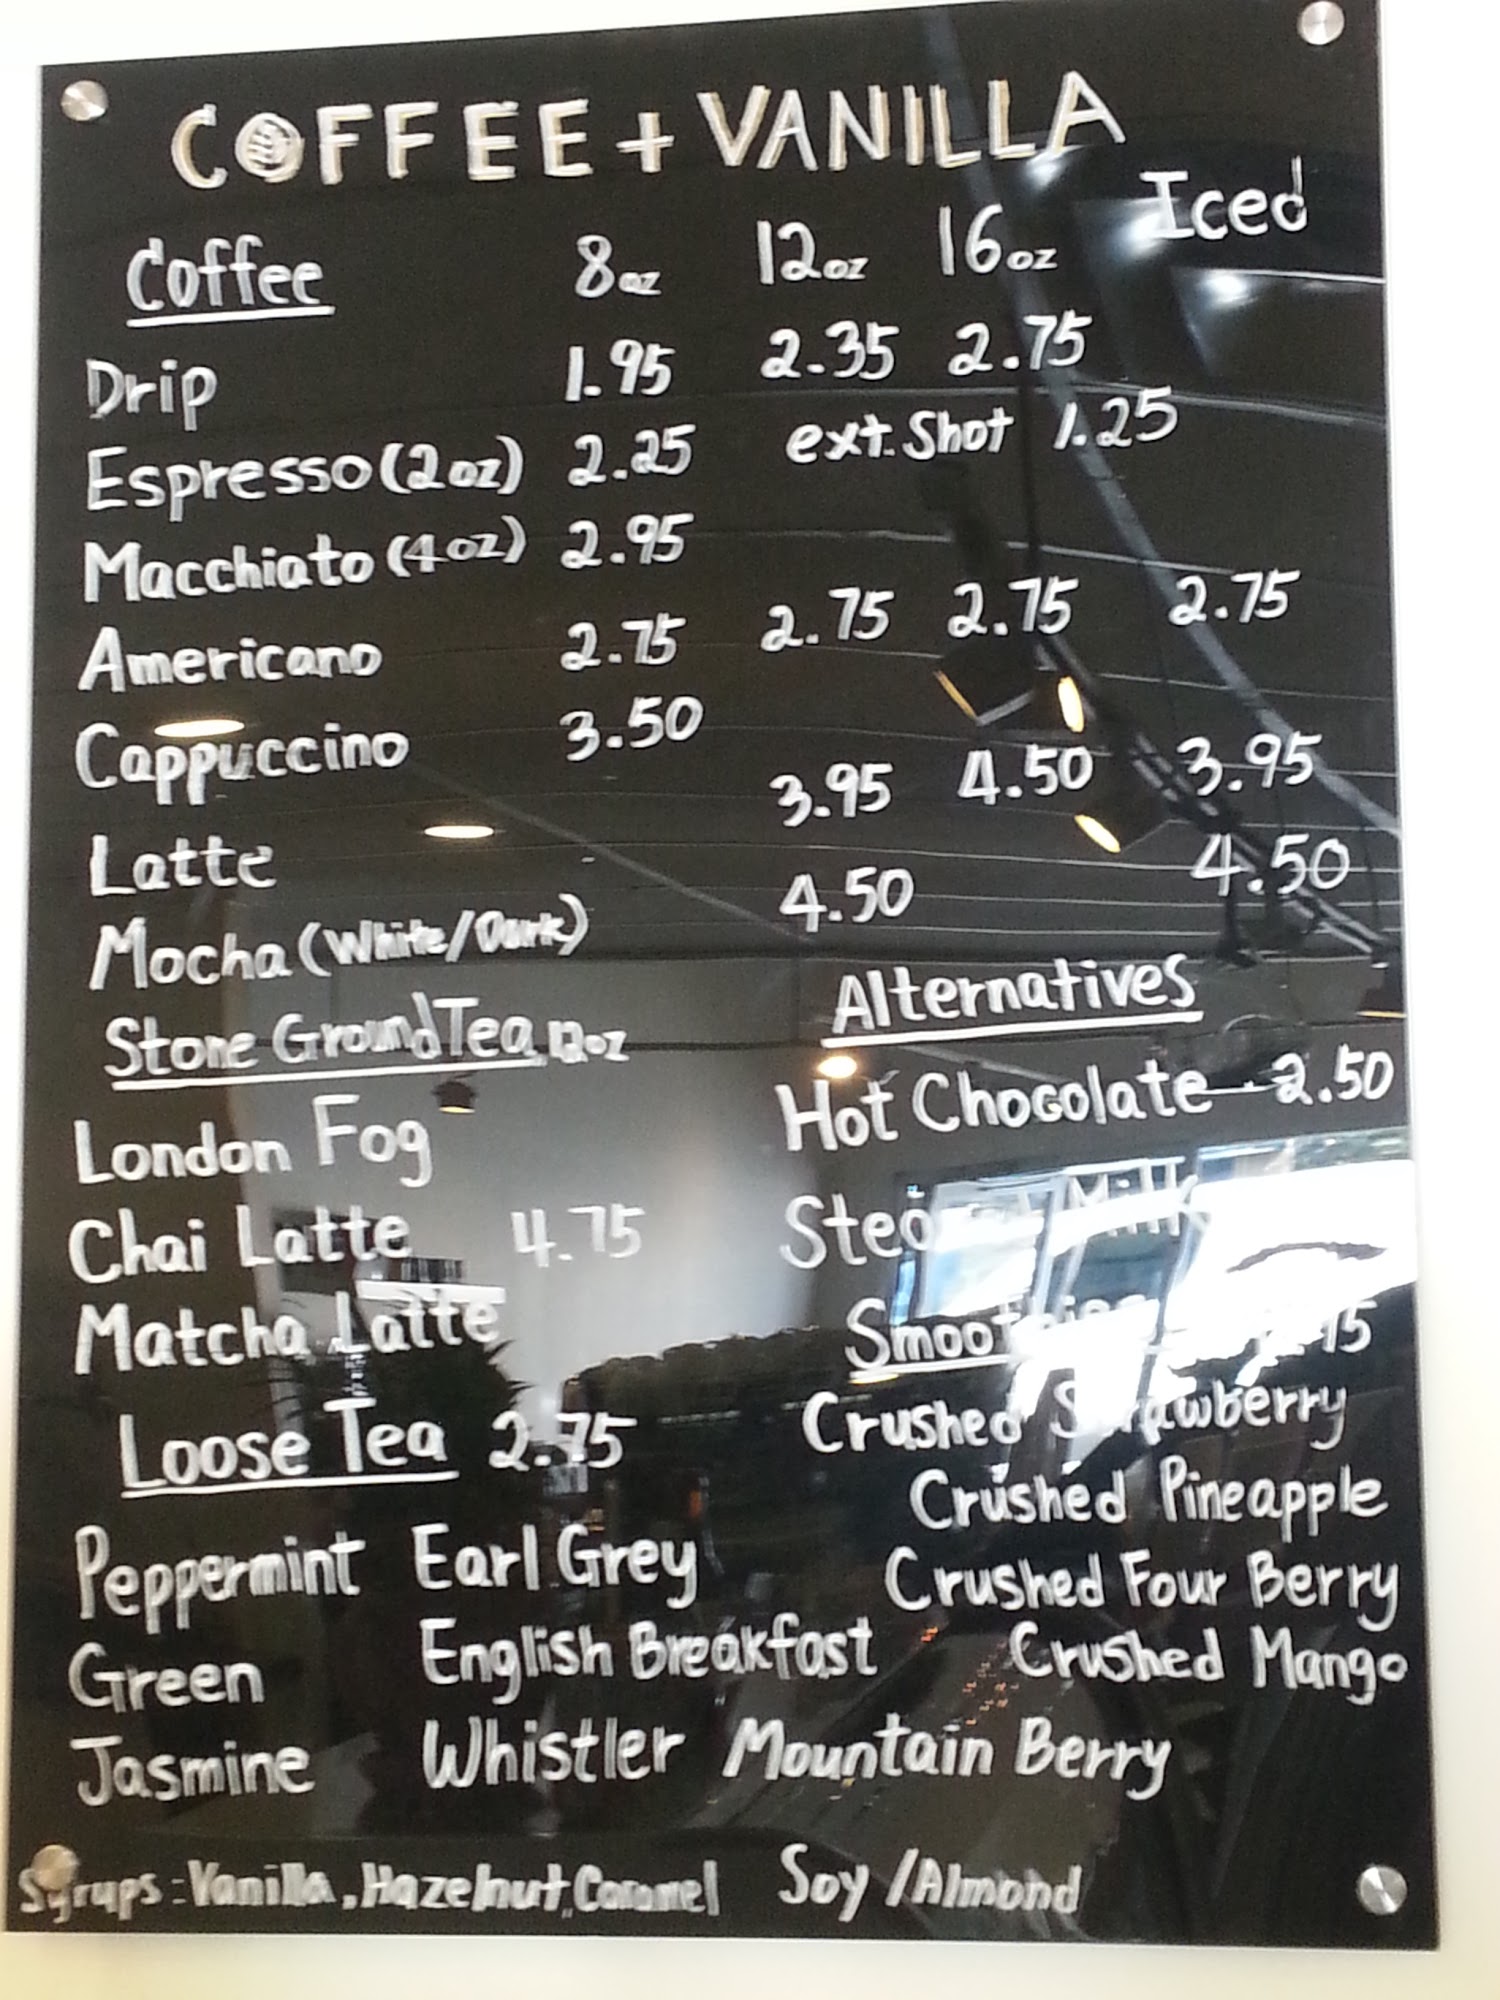 COFFEE + VANILLA
Coffee 8oz 12oz 16oz Iced
Drip 1.95 2.35 2.75
Espresso (2oz) 2.25 ext. Shot 1.25
Macchiato (4oz) 2.95
Americano 2.75 2.75 2.75 2.75
Cappuccino 3.50
Latte 3.95 4.50 3.95
Mocha (White/Dark) 4.50 4.50
Stone Ground Tea 12oz
London Fog
Chai Latte 4.75
Matcha Latte
Loose Tea 2.75
Peppermint Earl Grey
Green English Breakfast
Jasmine Whistler Mountain Berry
Alternatives
Hot Chocolate - 2.50
Milk
Smoothies
Crushed Strawberry
Crushed Pineapple
Crushed Four Berry
Crushed Mango
Syrups: Vanilla, Hazelnut, Caramel Soy / Almond